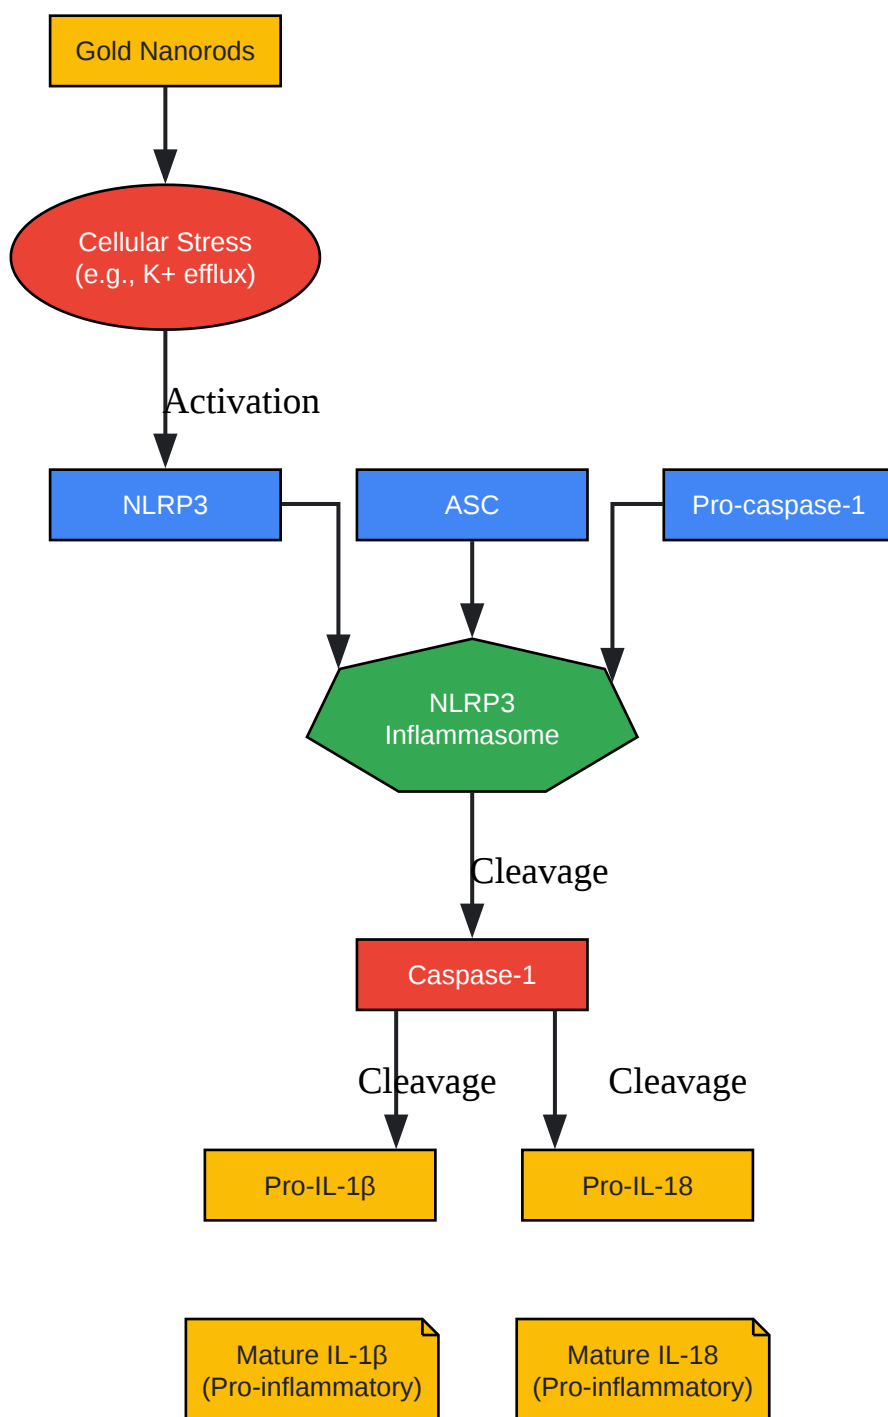 Gold Nanorods
Cellular Stress
(e.g., K+ efflux)
Activation
NLRP3
ASC
Pro-caspase-1
NLRP3
Inflammasome
Cleavage
Caspase-1
Cleavage
Cleavage
Pro-IL-1β
Pro-IL-18
Mature IL-1β
(Pro-inflammatory)
Mature IL-18
(Pro-inflammatory)